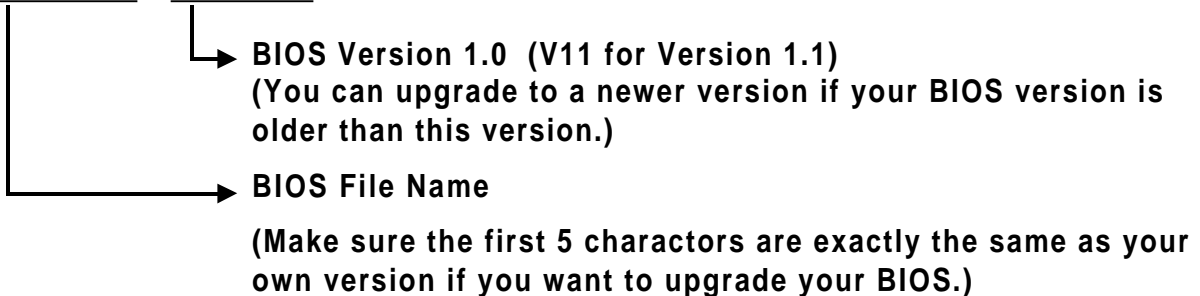 BIOS Version 1.0  (V11 for Version 1.1)
(You can upgrade to a newer version if your BIOS version is
older than this version.)
BIOS File Name
(Make sure the first 5 charactors are exactly the same as your
own version if you want to upgrade your BIOS.)